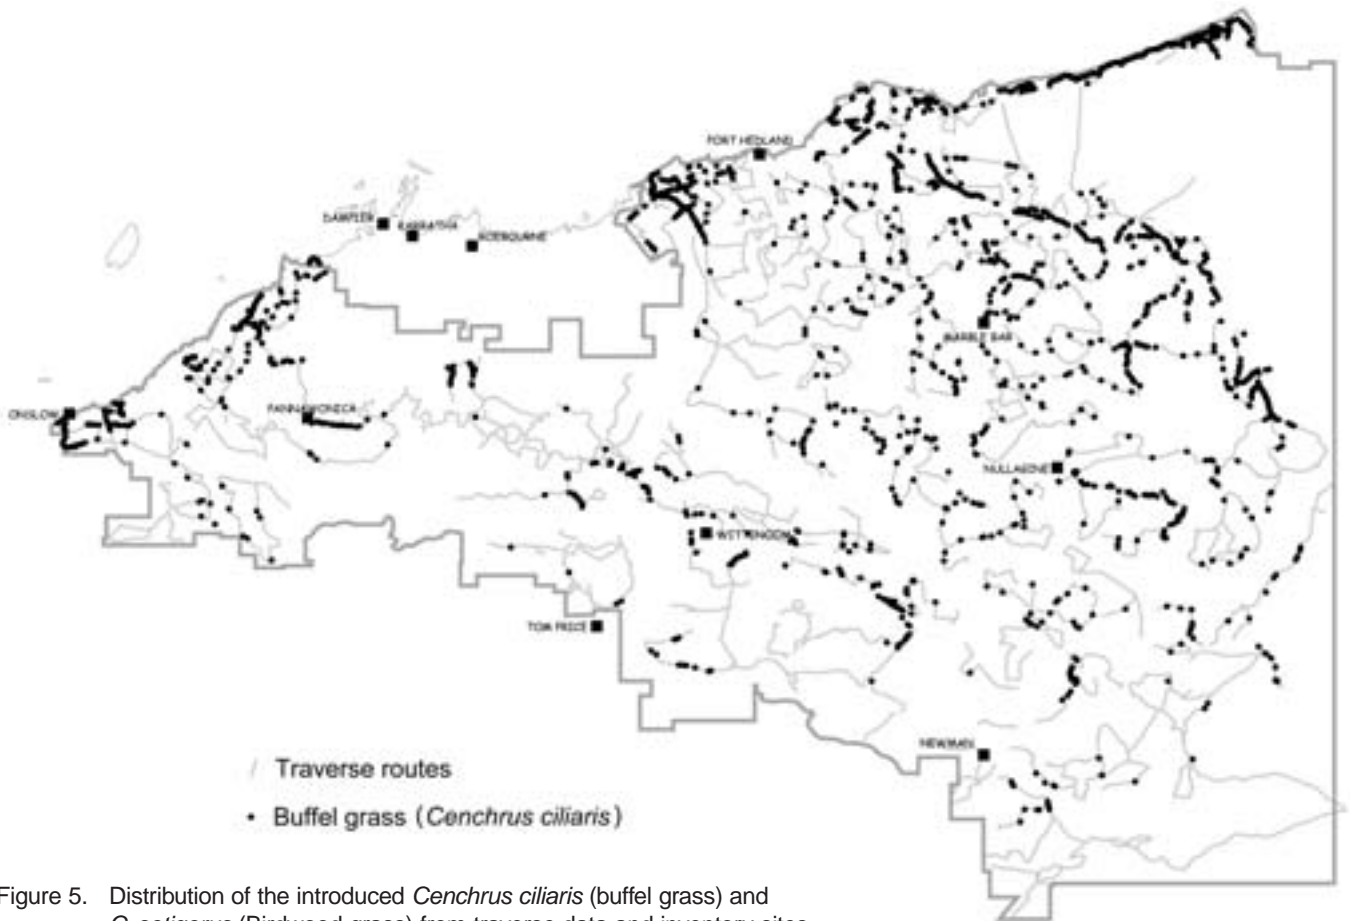 PORT HEDLAND
DAMPIER
KARRATHA
ROEBOURNE
MARBLE BAR
ONSLOW
PANNAWONICA
NULLAGINE
WITTENOOM
TOM PRICE
NEWMAN
Traverse routes
Buffel grass (Cenchrus ciliaris)
Figure 5. Distribution of the introduced Cenchrus ciliaris (buffel grass) and
C. setigerus (Birdwood grass) from traverse data and inventory sites